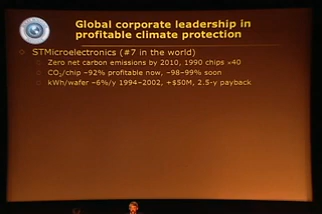 Global corporate leadership in
profitable climate protection
STMicroelectronics (#7 in the world)
Zero net carbon emissions by 2010, 1990 chips ×40
CO₂/chip –92% profitable now, –98–99% soon
kWh/wafer –6%/y 1994–2002, +$50M, 2.5-y payback